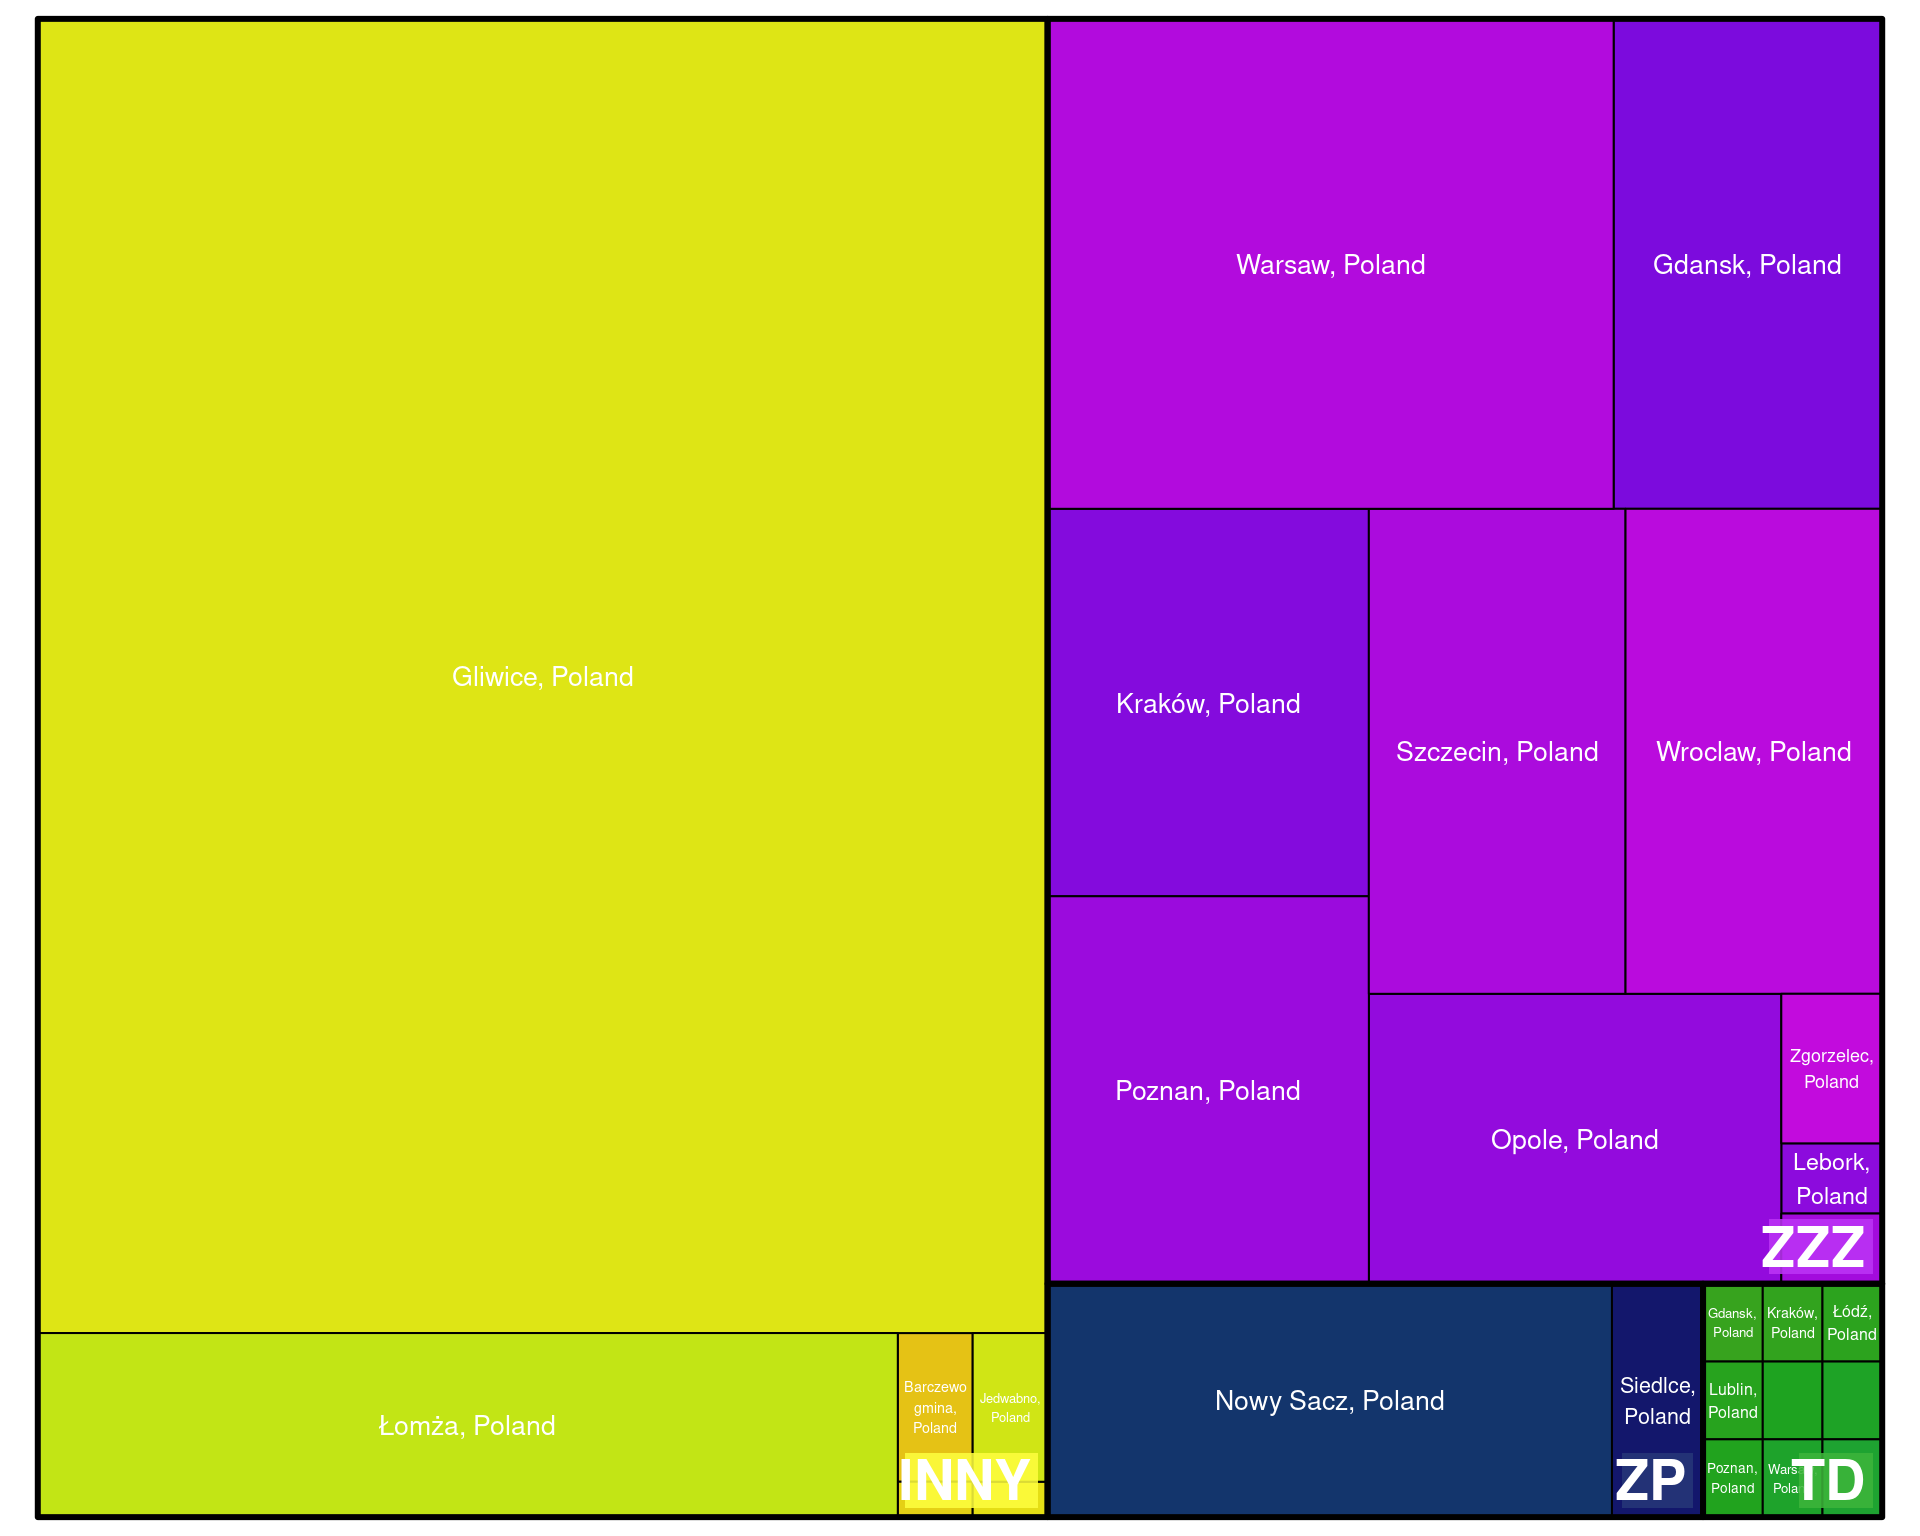 Gliwice, Poland
Łomża, Poland
Barczewo
gmina,
Poland
Jedwabno,
Poland
INNY
Warsaw, Poland
Gdansk, Poland
Kraków, Poland
Szczecin, Poland
Wroclaw, Poland
Poznan, Poland
Opole, Poland
Zgorzelec,
Poland
Lebork,
Poland
ZZZ
Nowy Sacz, Poland
Siedlce,
Poland
ZP
Gdansk,
Poland
Kraków,
Poland
Łódź,
Poland
Lublin,
Poland
Poznan,
Poland
TD